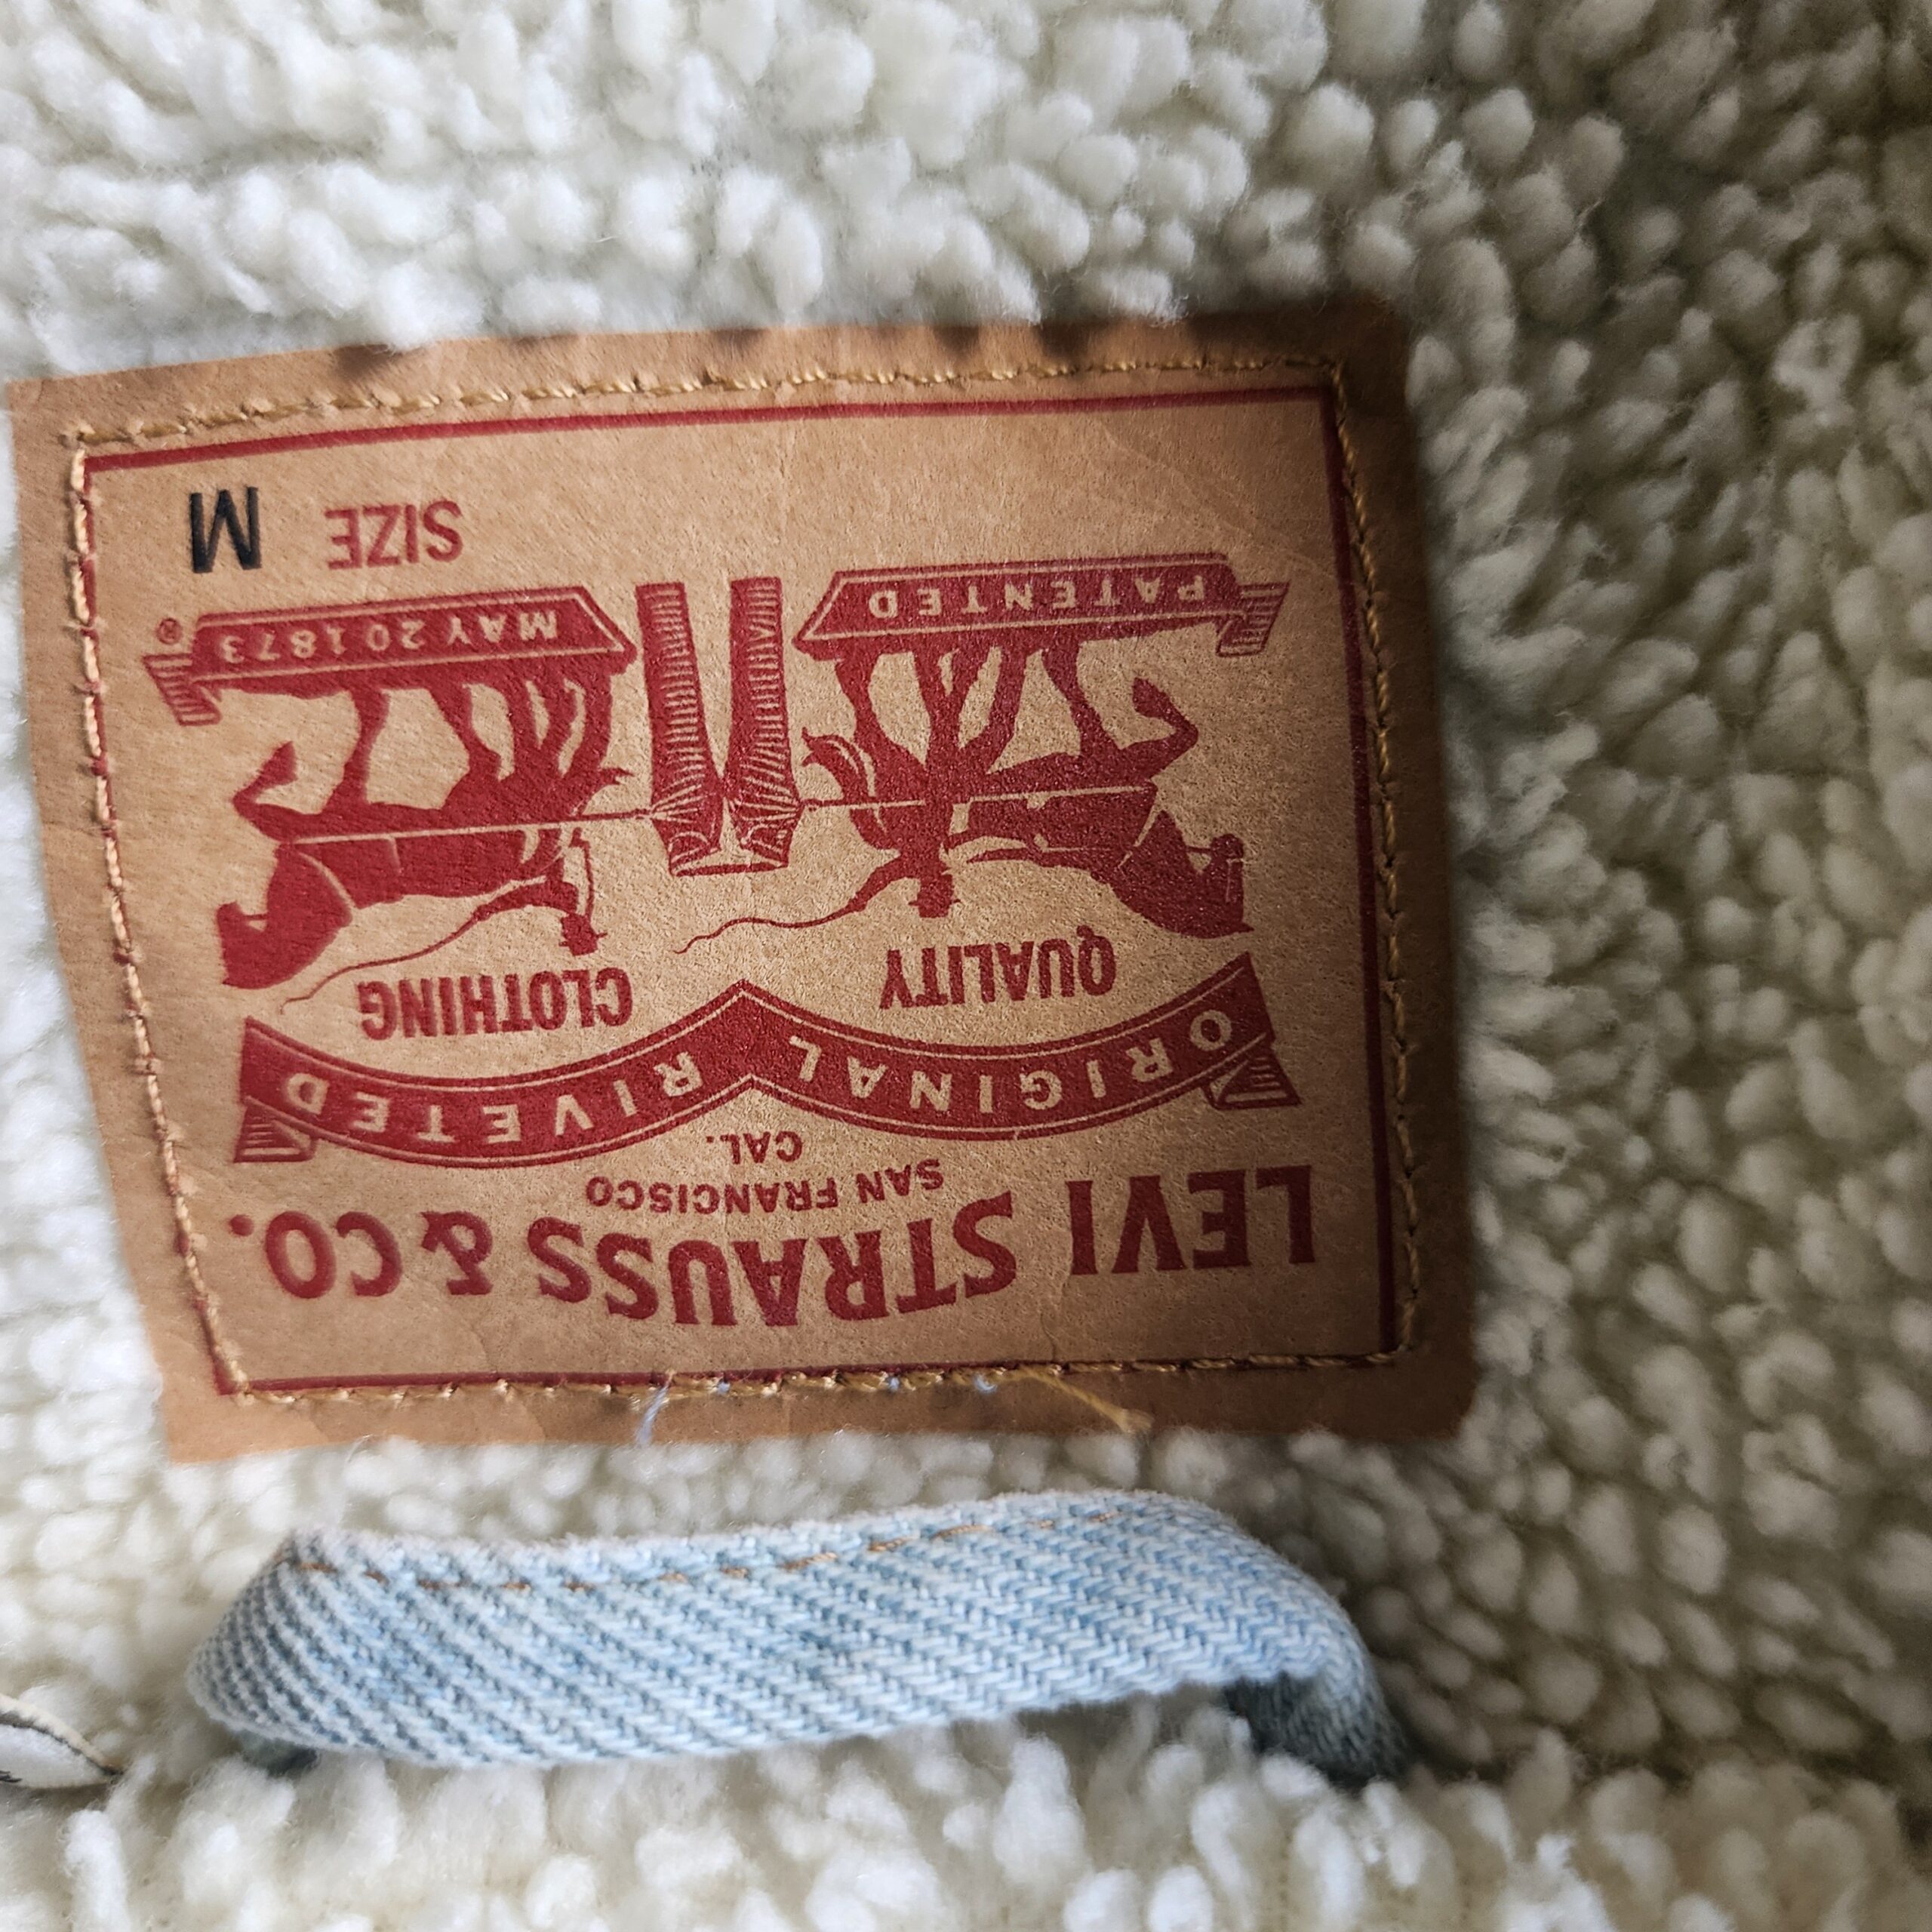 LEVI STRAUSS & CO.
SAN FRANCISCO
CAL.
ORIGINAL RIVETED
QUALITY CLOTHING
PATENTED MAY 20 1873 ®
SIZE M